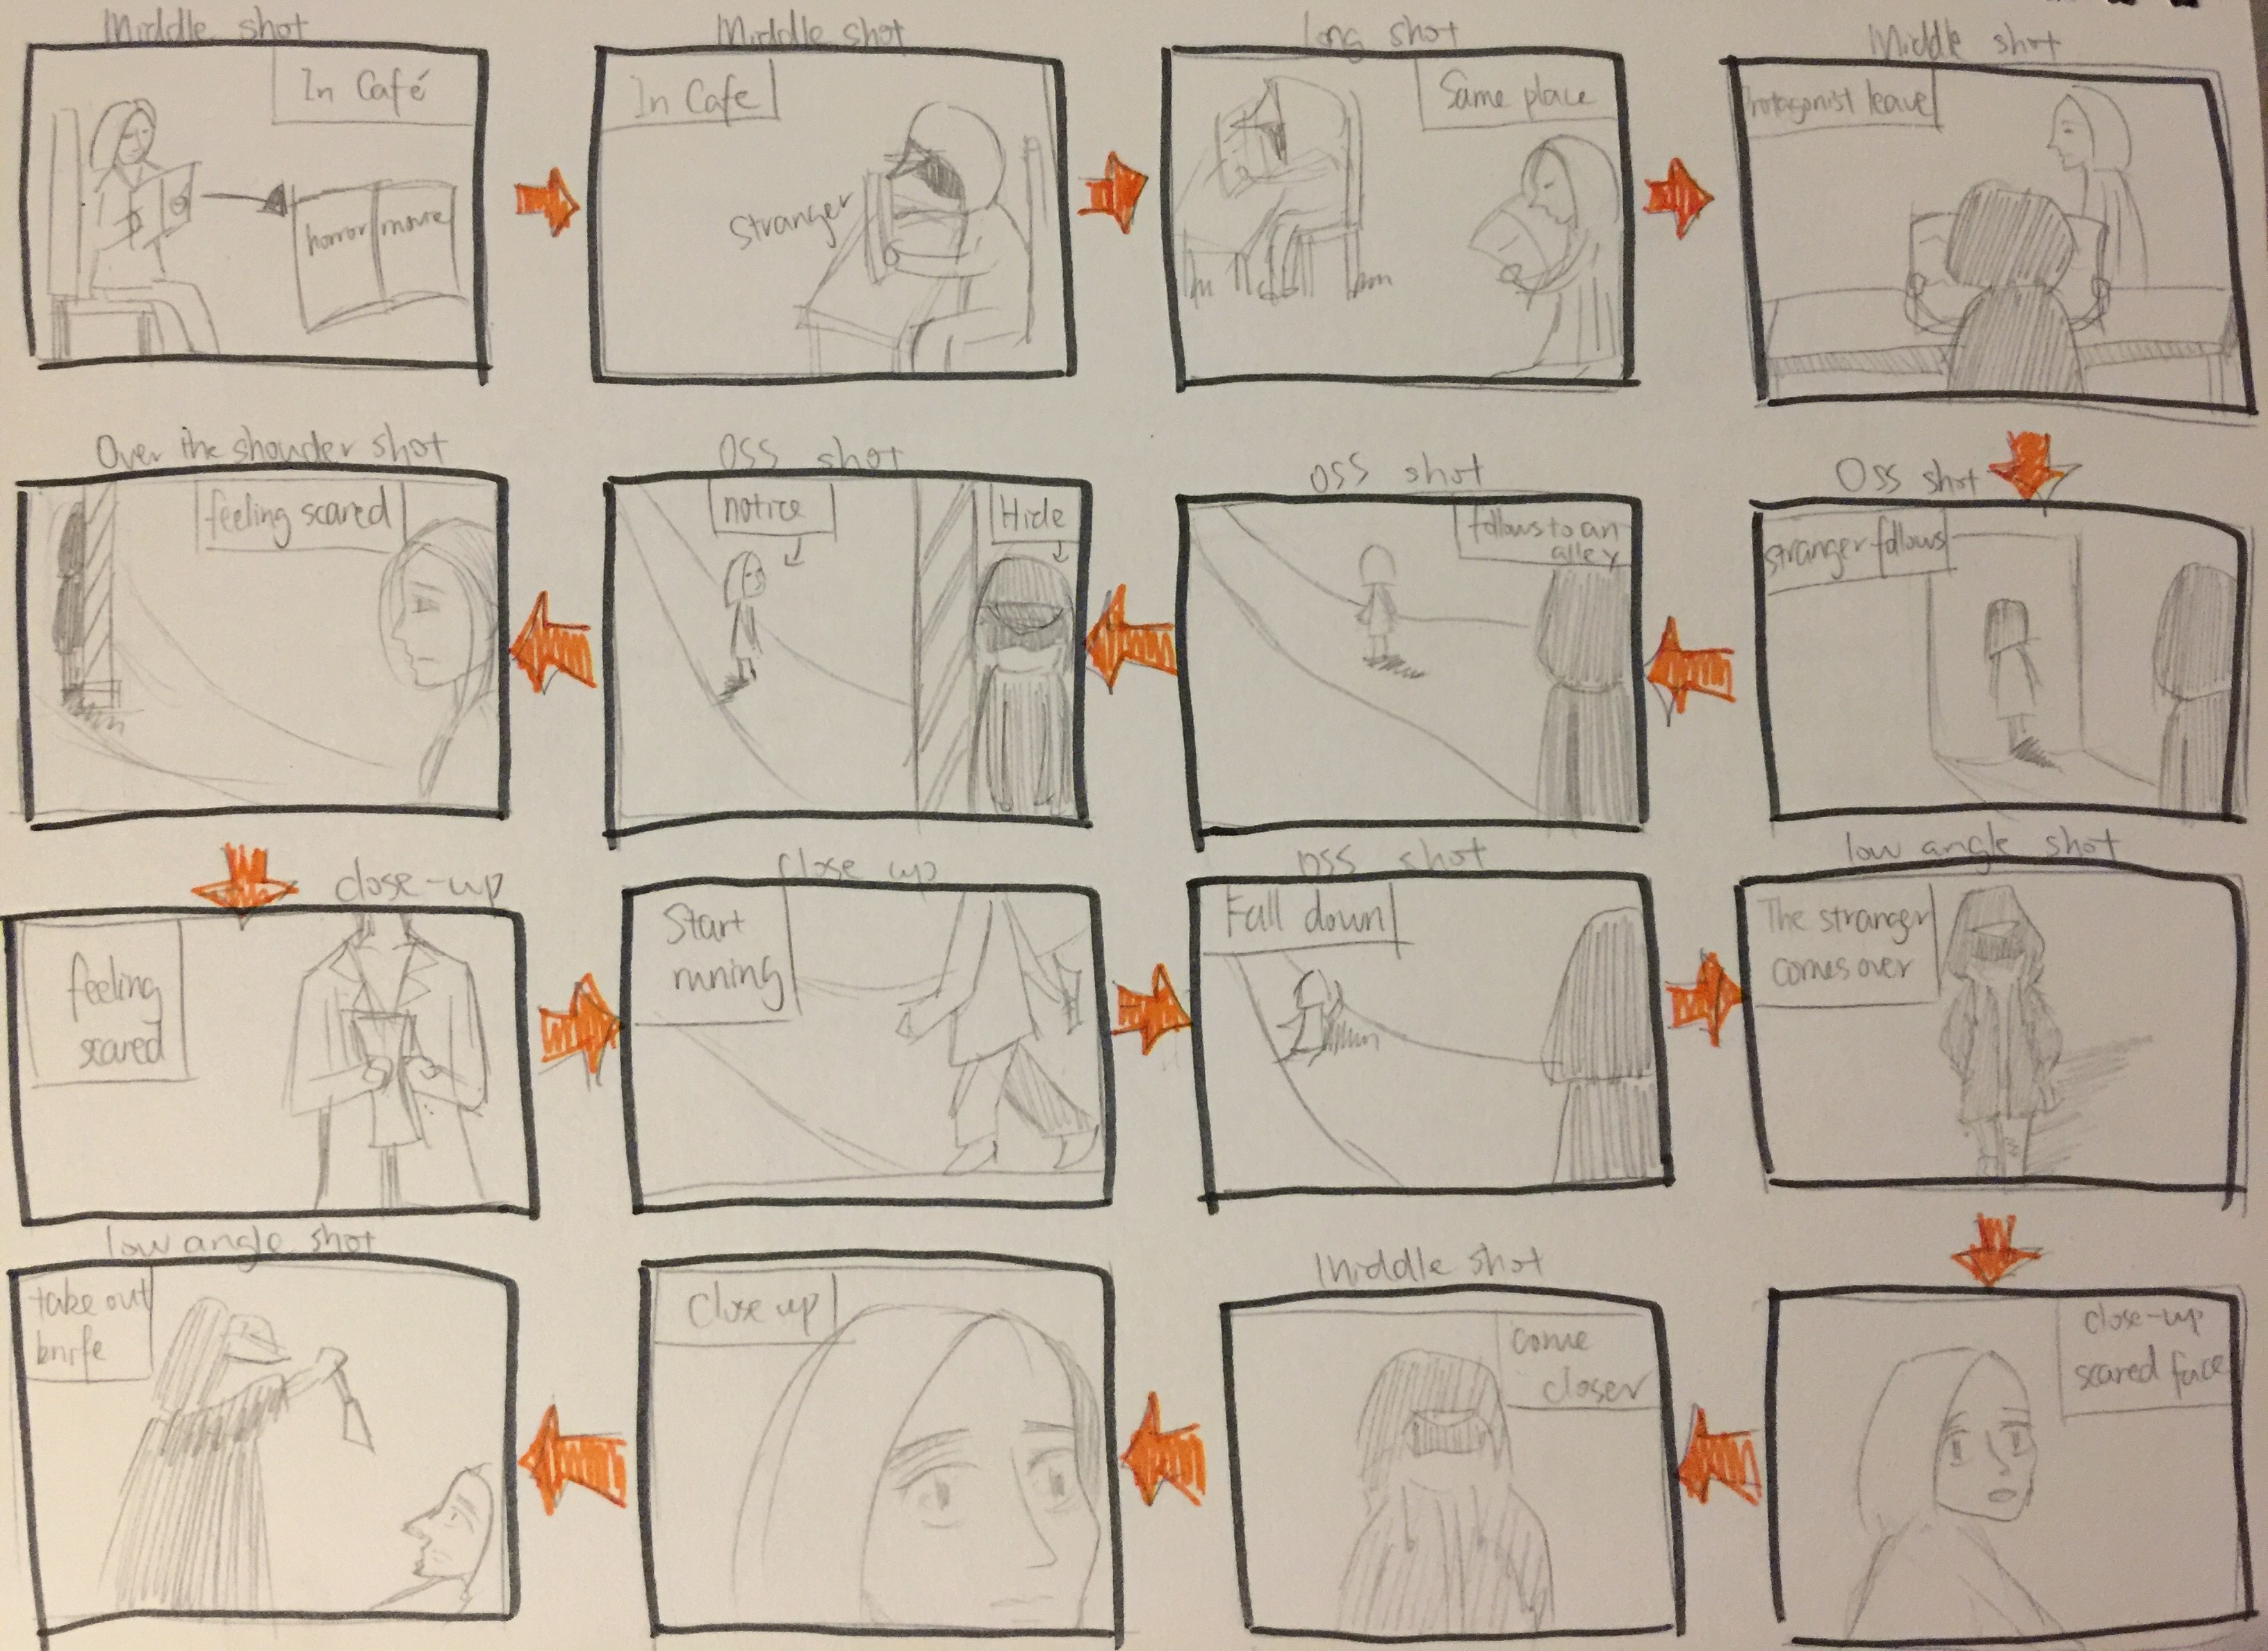 Middle shot
In Café
horror movie
Middle shot
In Cafe
Stranger
long shot
Same place
Middle shot
Protagonist leave
OSS shot
stranger follows
OSS shot
follows to an
alley
OSS shot
notice
Hide
Over the shouder shot
feeling scared
close-up
feeling
scared
close up
Start
runing
OSS shot
Fall down
low angle shot
The stranger
comes over
close-up
scared face
Middle shot
come
closer
Close up
low angle shot
take out
knife